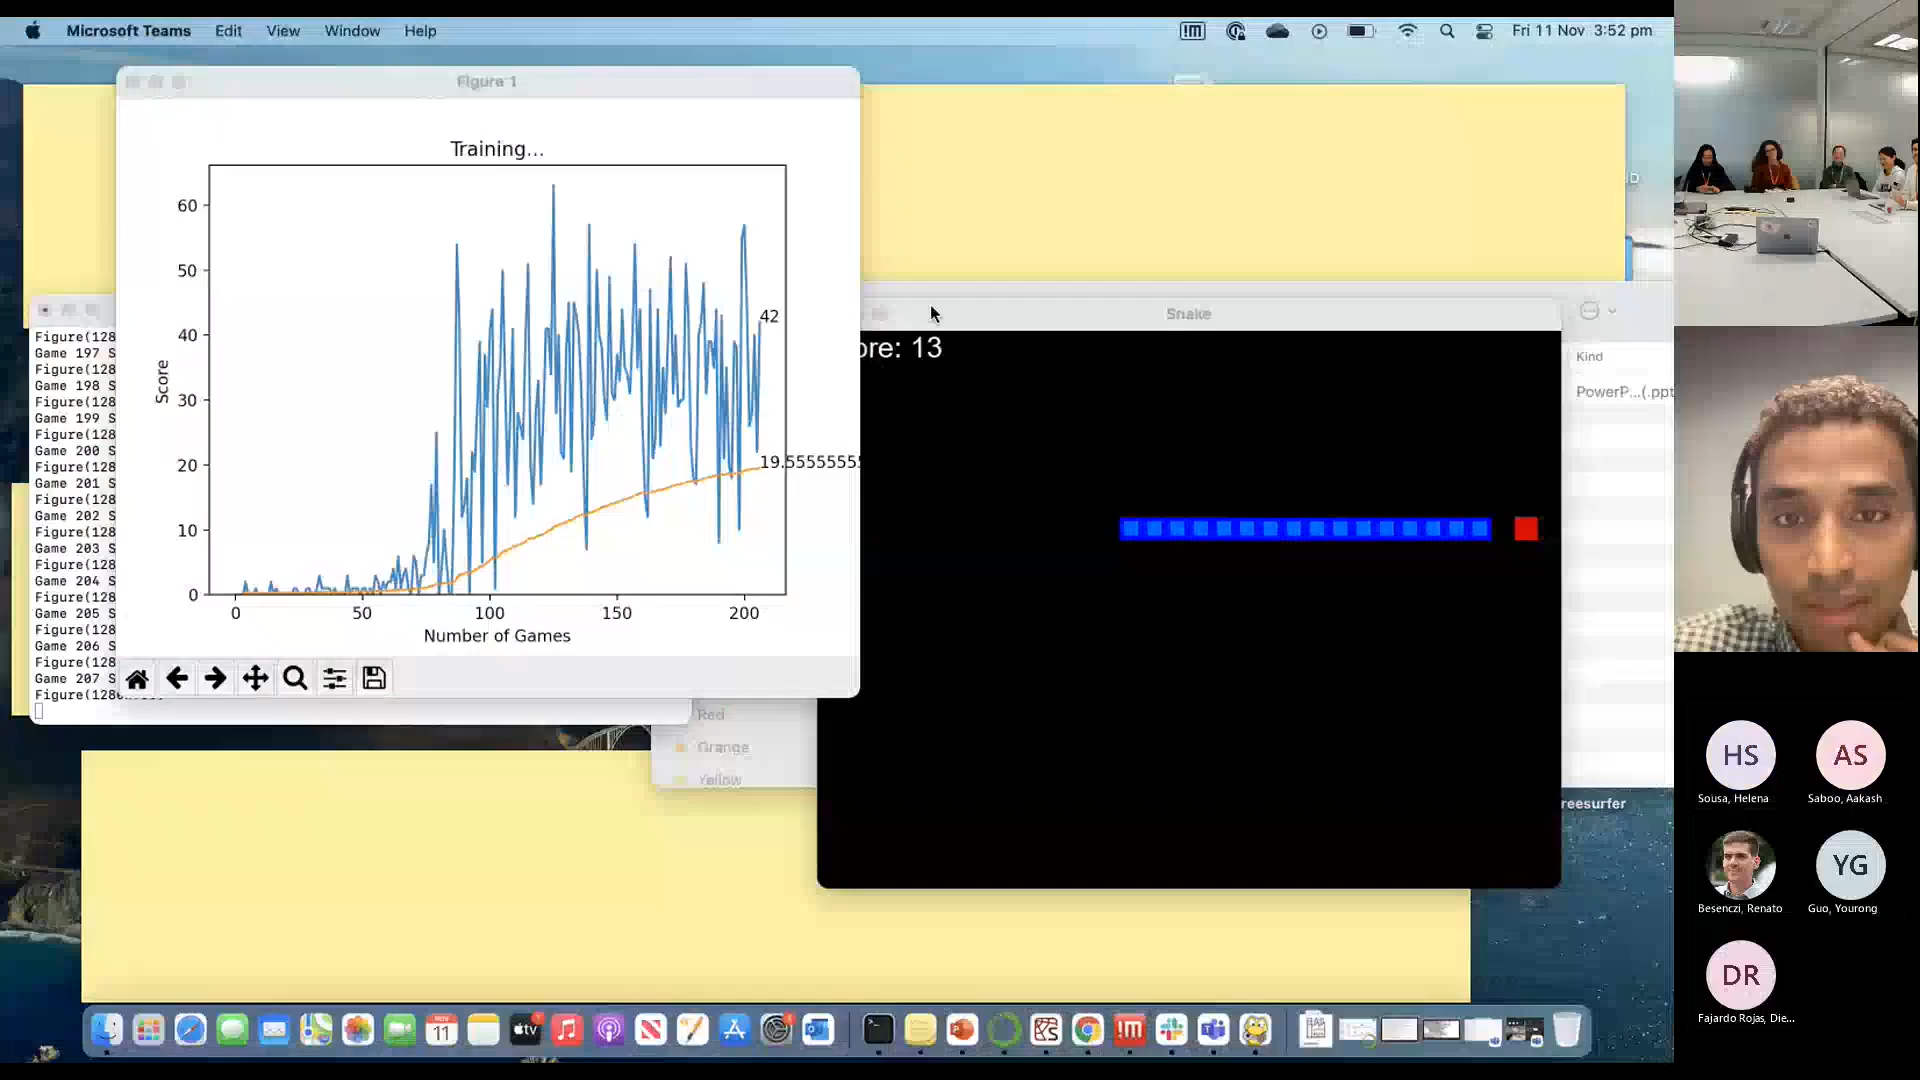 Microsoft Teams Edit View Window Help
Fri 11 Nov 3:52 pm
Figure 1
Training...
60
50
40
30
20
10
0
Score
0 50 100 150 200
Number of Games
42
19.55555555
Figure(128
Game 197 S
Figure(128
Game 198 S
Figure(128
Game 199 S
Figure(128
Game 200 S
Figure(128
Game 201 S
Figure(128
Game 202 S
Figure(128
Game 203 S
Figure(128
Game 204 S
Figure(128
Game 205 S
Figure(128
Game 206 S
Figure(128
Game 207 S
Snake
ore: 13
Kind
PowerP...(.ppt
Red
Orange
Yellow
reesurfer
NOV
11
tv
HS
Sousa, Helena
AS
Saboo, Aakash
Besenczi, Renato
YG
Guo, Yourong
DR
Fajardo Rojas, Die...